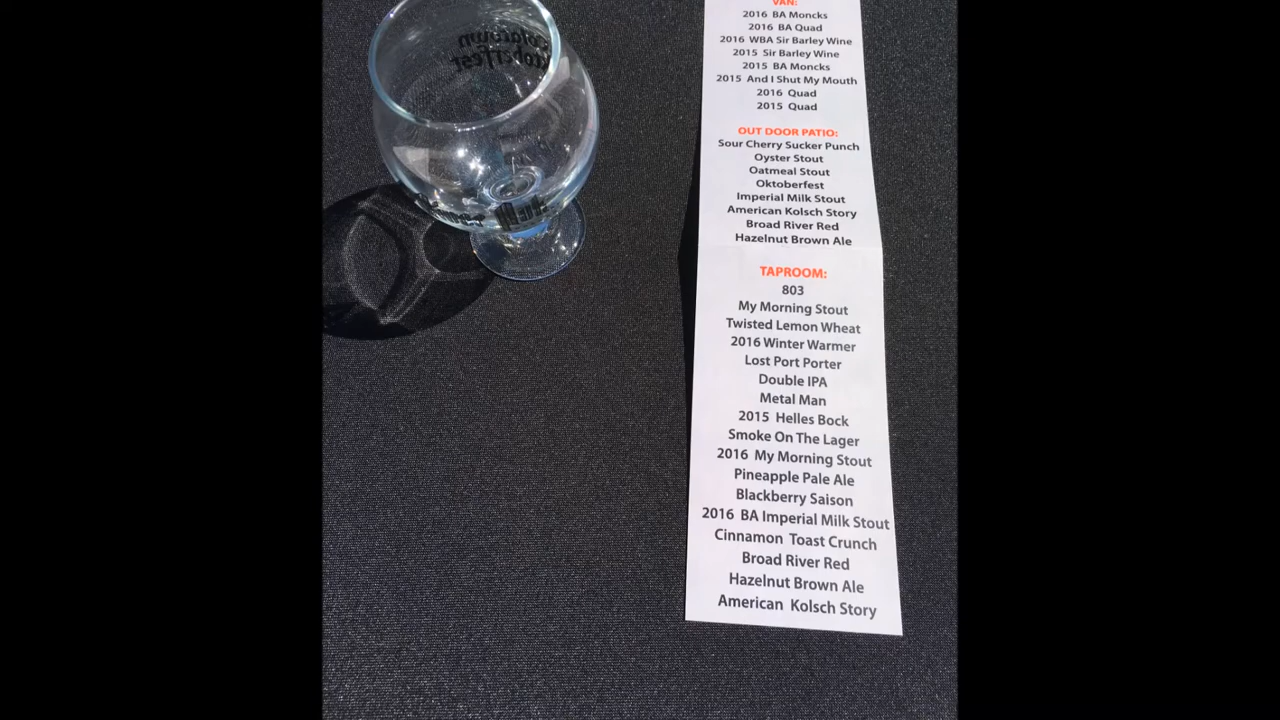 VAN:
2016 BA Moncks
2016 BA Quad
2016 WBA Sir Barley Wine
2015 Sir Barley Wine
2015 BA Moncks
2015 And I Shut My Mouth
2016 Quad
2015 Quad
OUT DOOR PATIO:
Sour Cherry Sucker Punch
Oyster Stout
Oatmeal Stout
Oktoberfest
Imperial Milk Stout
American Kolsch Story
Broad River Red
Hazelnut Brown Ale
TAPROOM:
803
My Morning Stout
Twisted Lemon Wheat
2016 Winter Warmer
Lost Port Porter
Double IPA
Metal Man
2015 Helles Bock
Smoke On The Lager
2016 My Morning Stout
Pineapple Pale Ale
Blackberry Saison
2016 BA Imperial Milk Stout
Cinnamon Toast Crunch
Broad River Red
Hazelnut Brown Ale
American Kolsch Story